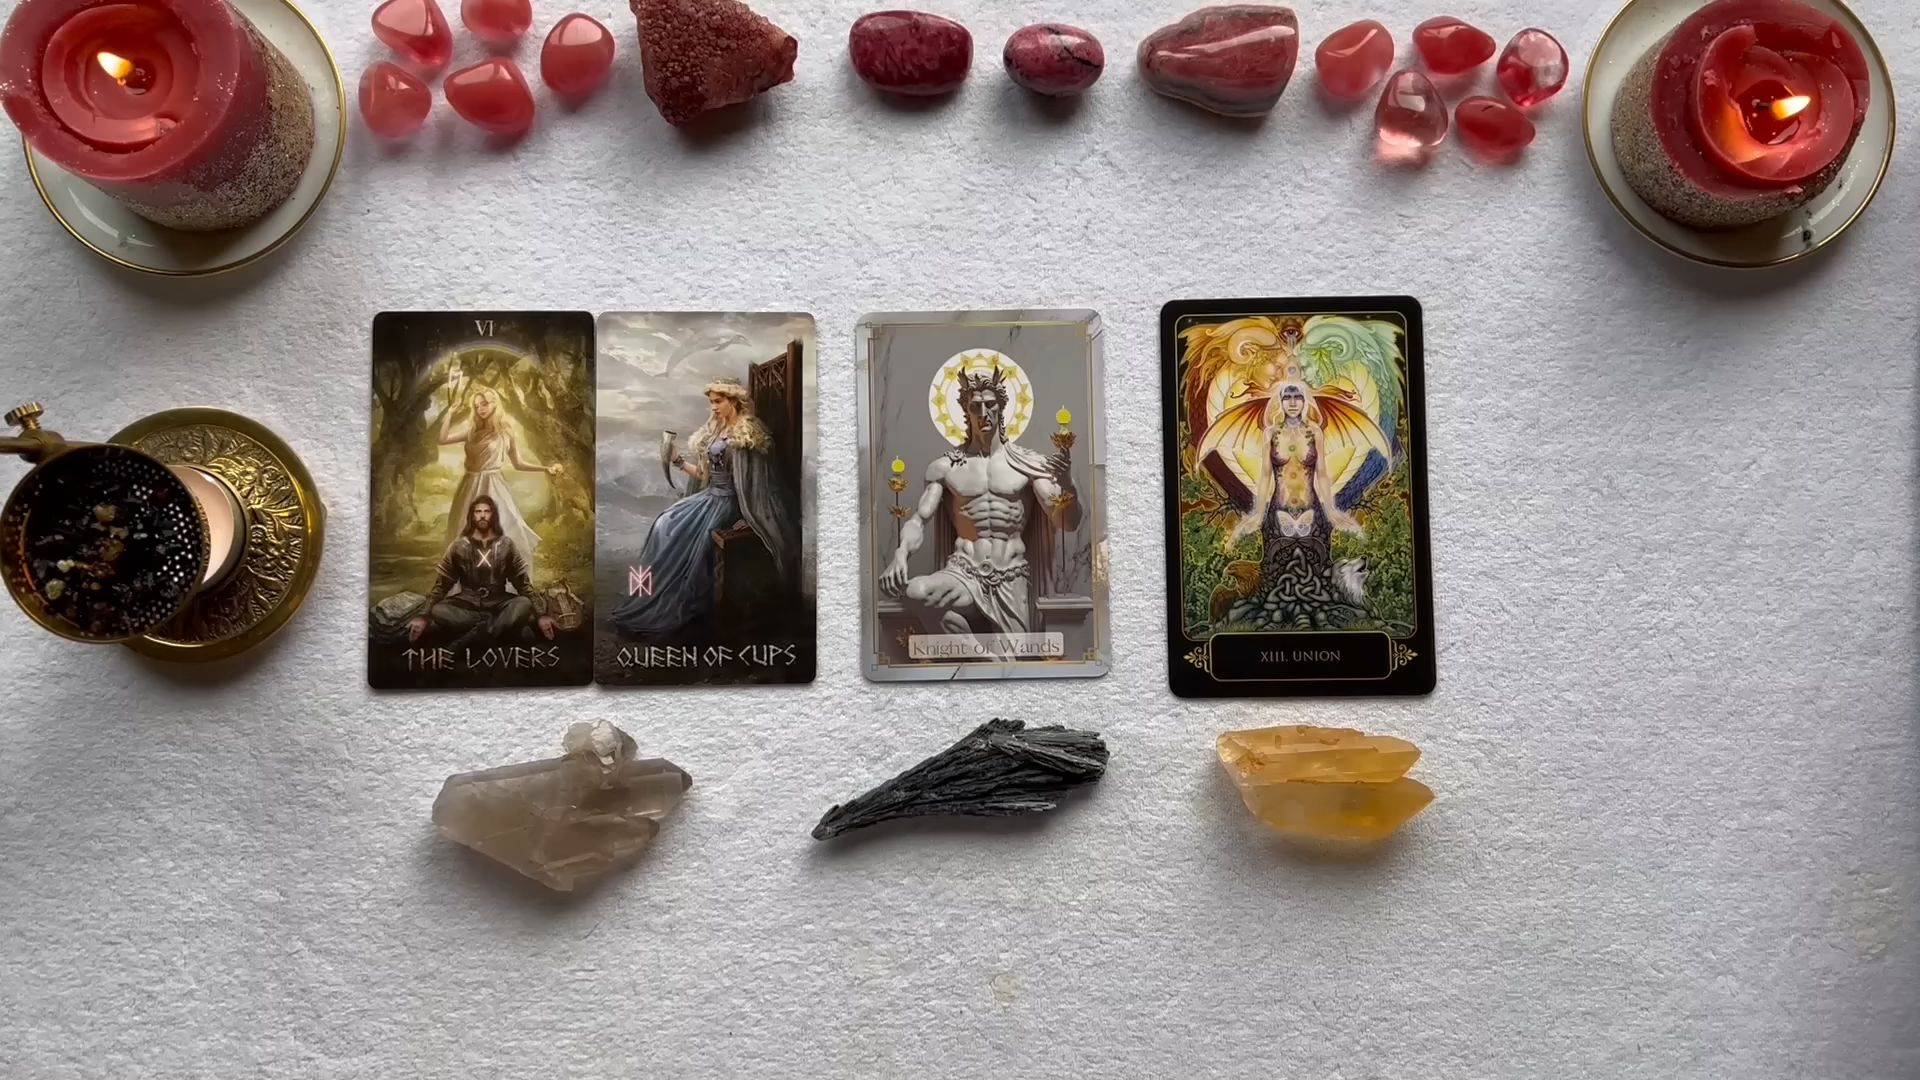 VI
THE LOVERS
QUEEN OF CUPS
Knight of Wands
XIII. UNION